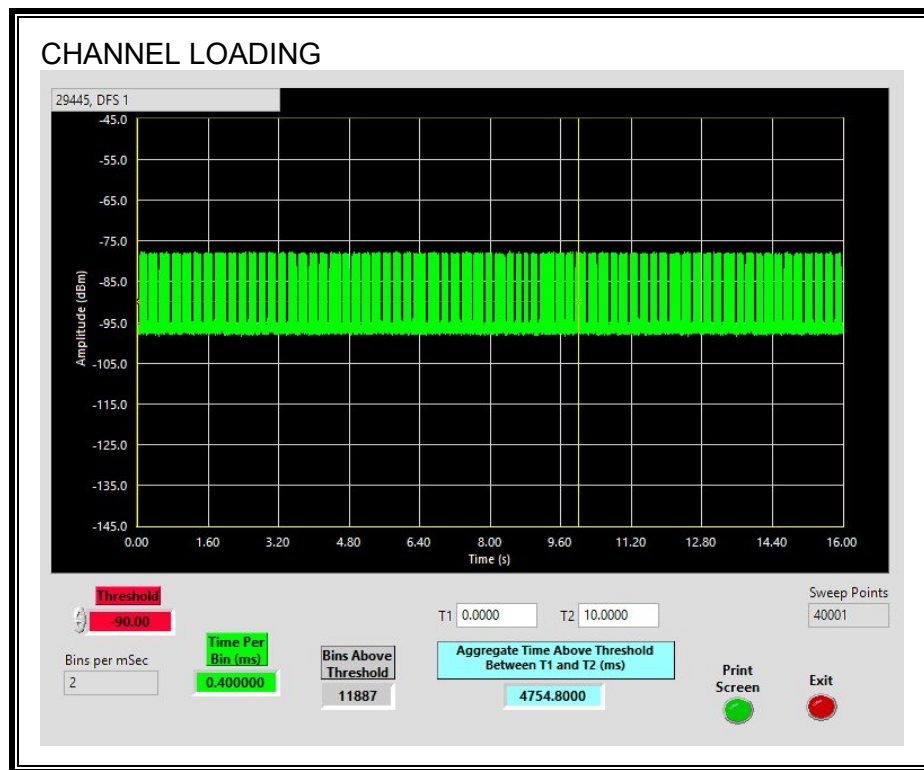 CHANNEL LOADING
29445, DFS 1
-45.0
-55.0
-65.0
-75.0
-85.0
-95.0
-105.0
-115.0
-125.0
-135.0
-145.0
Amplitude (dBm)
0.00 1.60 3.20 4.80 6.40 8.00 9.60 11.20 12.80 14.40 16.00
Time (s)
Threshold
-90.00
Bins per mSec
2
Time Per
Bin (ms)
0.400000
Bins Above
Threshold
11887
T1 0.0000 T2 10.0000
Aggregate Time Above Threshold
Between T1 and T2 (ms)
4754.8000
Sweep Points
40001
Print
Screen
Exit